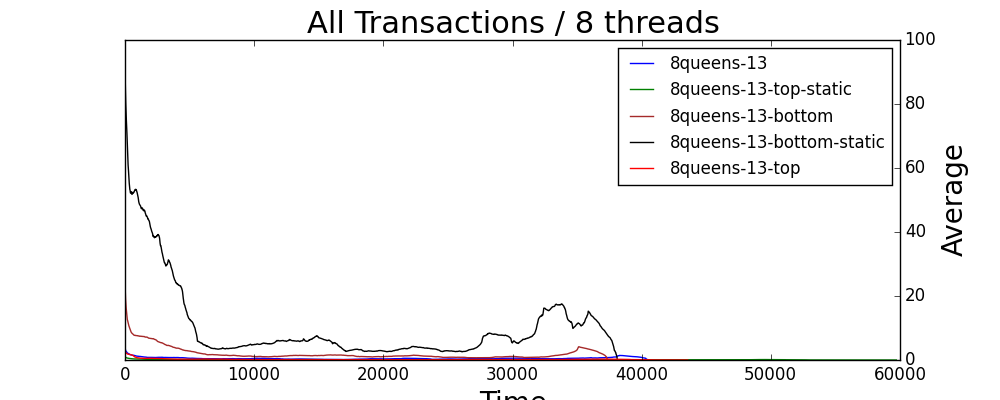 All Transactions / 8 threads
100
80
60
40
20
0
Average
8queens-13
8queens-13-top-static
8queens-13-bottom
8queens-13-bottom-static
8queens-13-top
0 10000 20000 30000 40000 50000 60000
Time